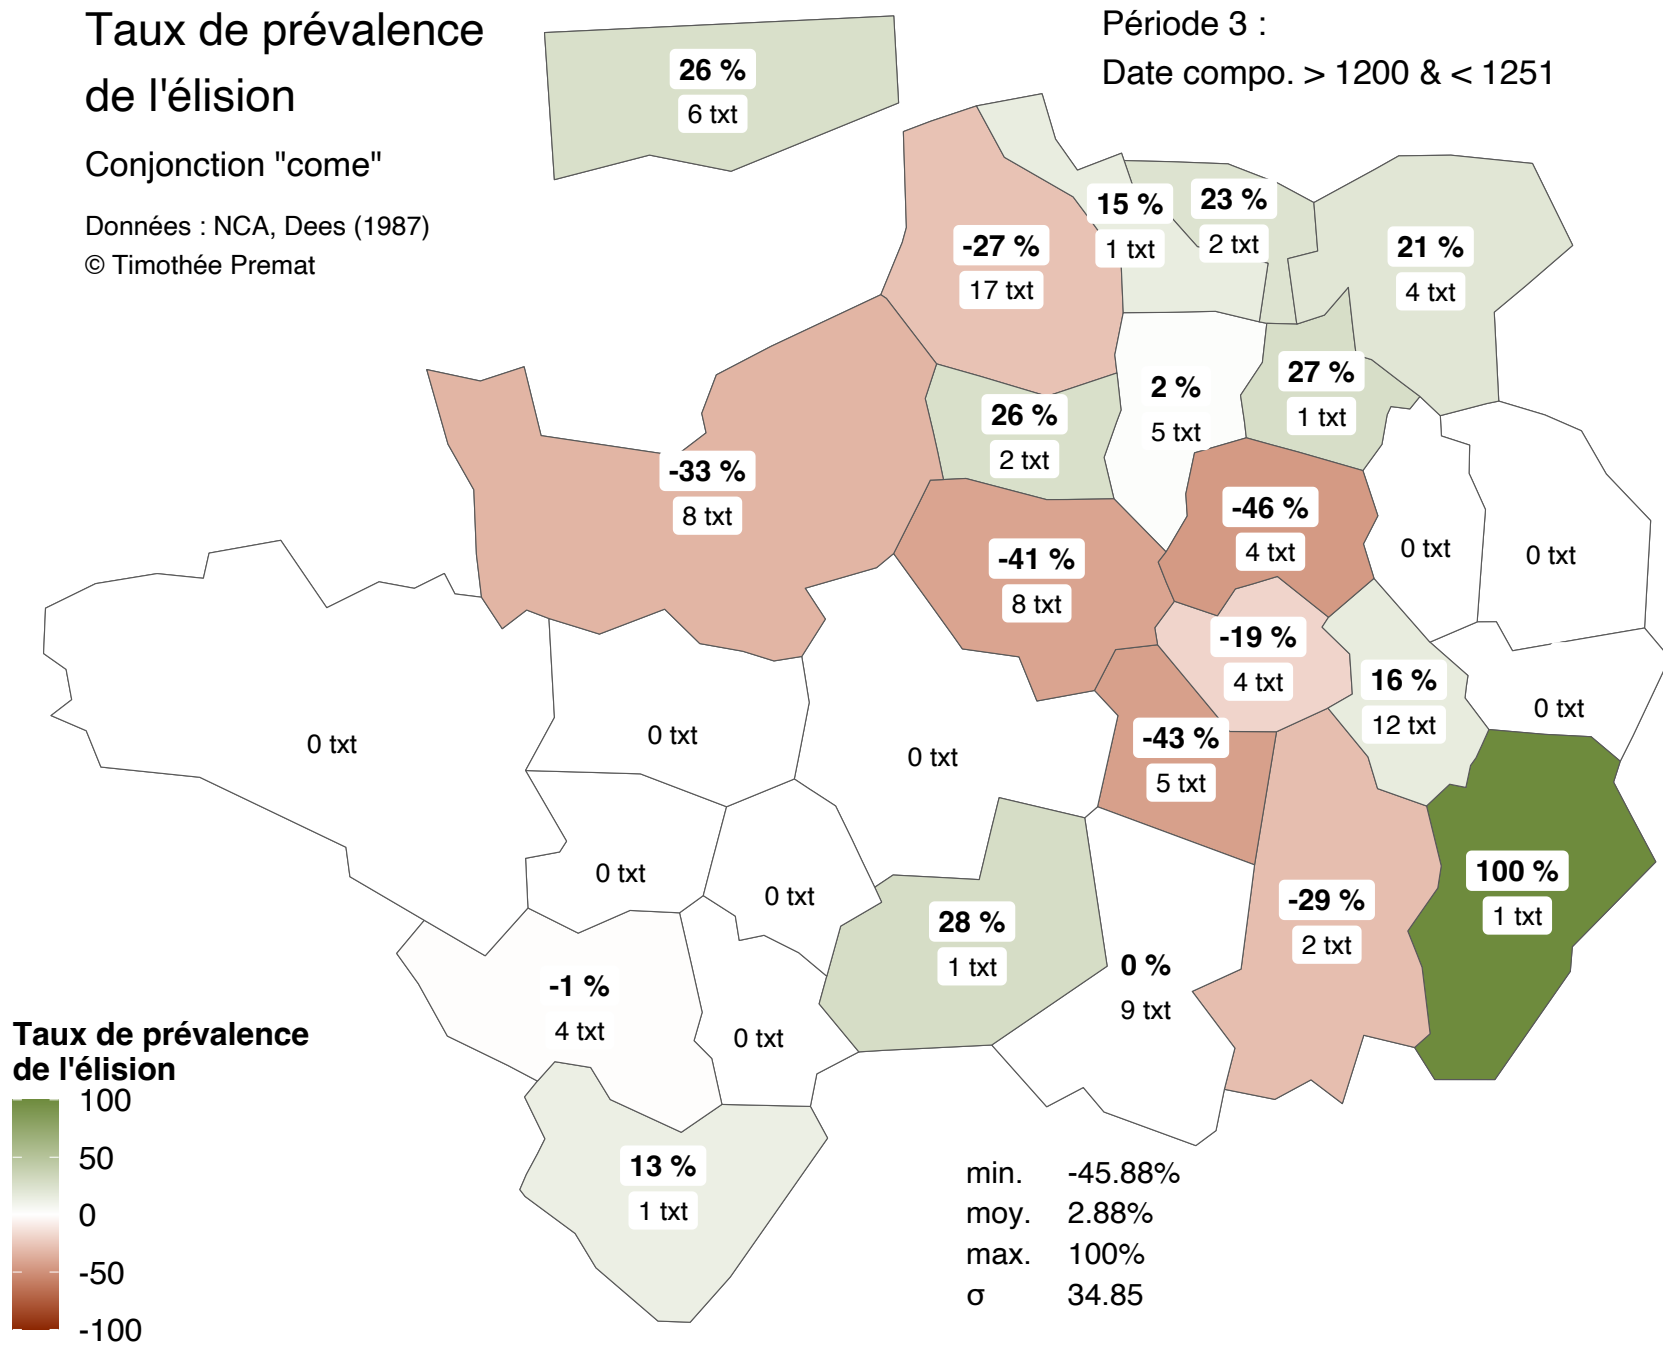 Taux de prévalence
de l'élision
Conjonction "come"
Données : NCA, Dees (1987)
© Timothée Premat
Période 3 :
Date compo. > 1200 & < 1251
26 %
6 txt
-27 %
17 txt
15 %
1 txt
23 %
2 txt
21 %
4 txt
27 %
1 txt
2 %
5 txt
26 %
2 txt
-33 %
8 txt
-46 %
4 txt
0 txt
0 txt
-41 %
8 txt
-19 %
4 txt
16 %
12 txt
0 txt
-43 %
5 txt
0 txt
0 txt
0 txt
0 txt
0 txt
28 %
1 txt
0 %
9 txt
-29 %
2 txt
100 %
1 txt
-1 %
4 txt
0 txt
13 %
1 txt
Taux de prévalence
de l'élision
100
50
0
-50
-100
min. -45.88%
moy. 2.88%
max. 100%
σ 34.85